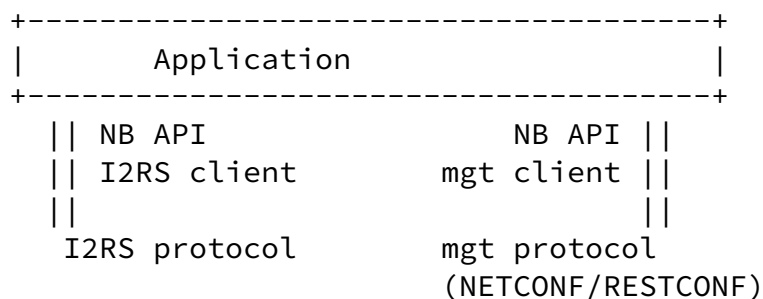 +--------------------------------------+
|       Application                    |
+--------------------------------------+
  || NB API                 NB API ||
  || I2RS client        mgt client ||
  ||                               ||
   I2RS protocol        mgt protocol
                        (NETCONF/RESTCONF)